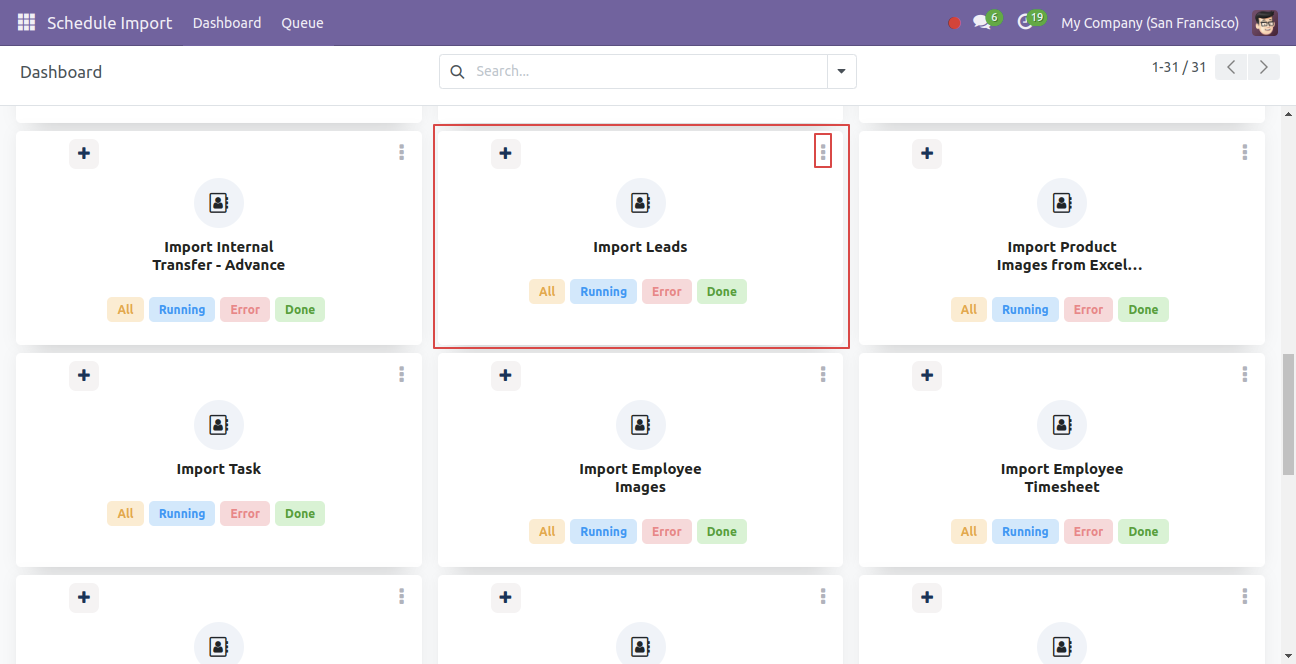 Schedule Import Dashboard Queue 6 19 My Company (San Francisco)
Dashboard Search... 1-31 / 31
Import Internal
Transfer - Advance
All Running Error Done
Import Leads
All Running Error Done
Import Product
Images from Excel...
All Running Error Done
Import Task
All Running Error Done
Import Employee
Images
All Running Error Done
Import Employee
Timesheet
All Running Error Done